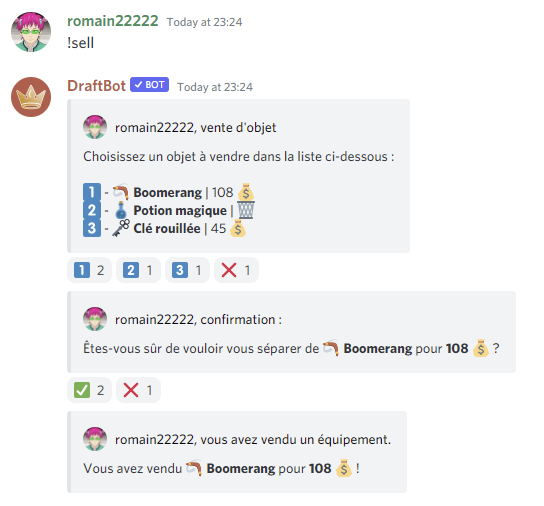 romain22222 Today at 23:24
!sell
DraftBot ✓ BOT Today at 23:24
romain22222, vente d'objet
Choisissez un objet à vendre dans la liste ci-dessous :
1 - 🪃 Boomerang | 108 💰
2 - Potion magique | 🗑️
3 - 🗝️ Clé rouillée | 45 💰
1 2 2 1 3 1 ❌ 1
romain22222, confirmation :
Êtes-vous sûr de vouloir vous séparer de 🪃 Boomerang pour 108 💰 ?
✅ 2 ❌ 1
romain22222, vous avez vendu un équipement.
Vous avez vendu 🪃 Boomerang pour 108 💰 !